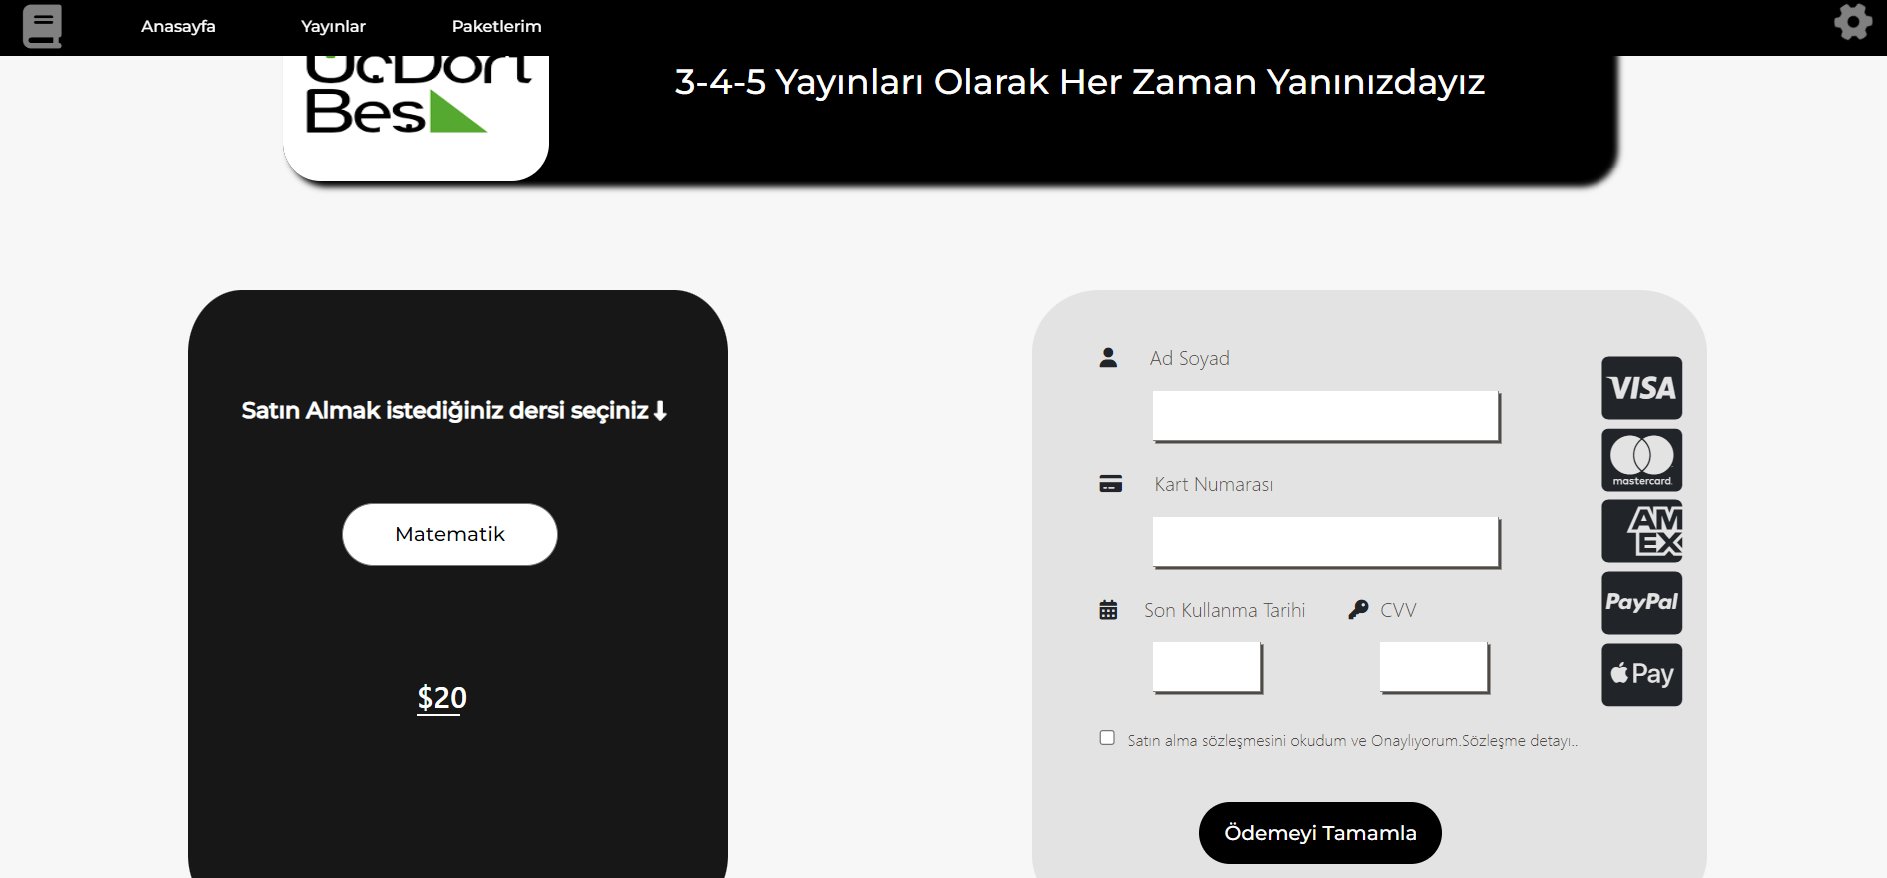 Anasayfa Yayınlar Paketlerim
ÜçDört
Beş
3-4-5 Yayınları Olarak Her Zaman Yanınızdayız
Satın Almak istediğiniz dersi seçiniz
Matematik
$20
Ad Soyad
Kart Numarası
Son Kullanma Tarihi
CVV
Satın alma sözleşmesini okudum ve Onaylıyorum.Sözleşme detayı..
Ödemeyi Tamamla
VISA
mastercard.
AM
EX
PayPal
Pay